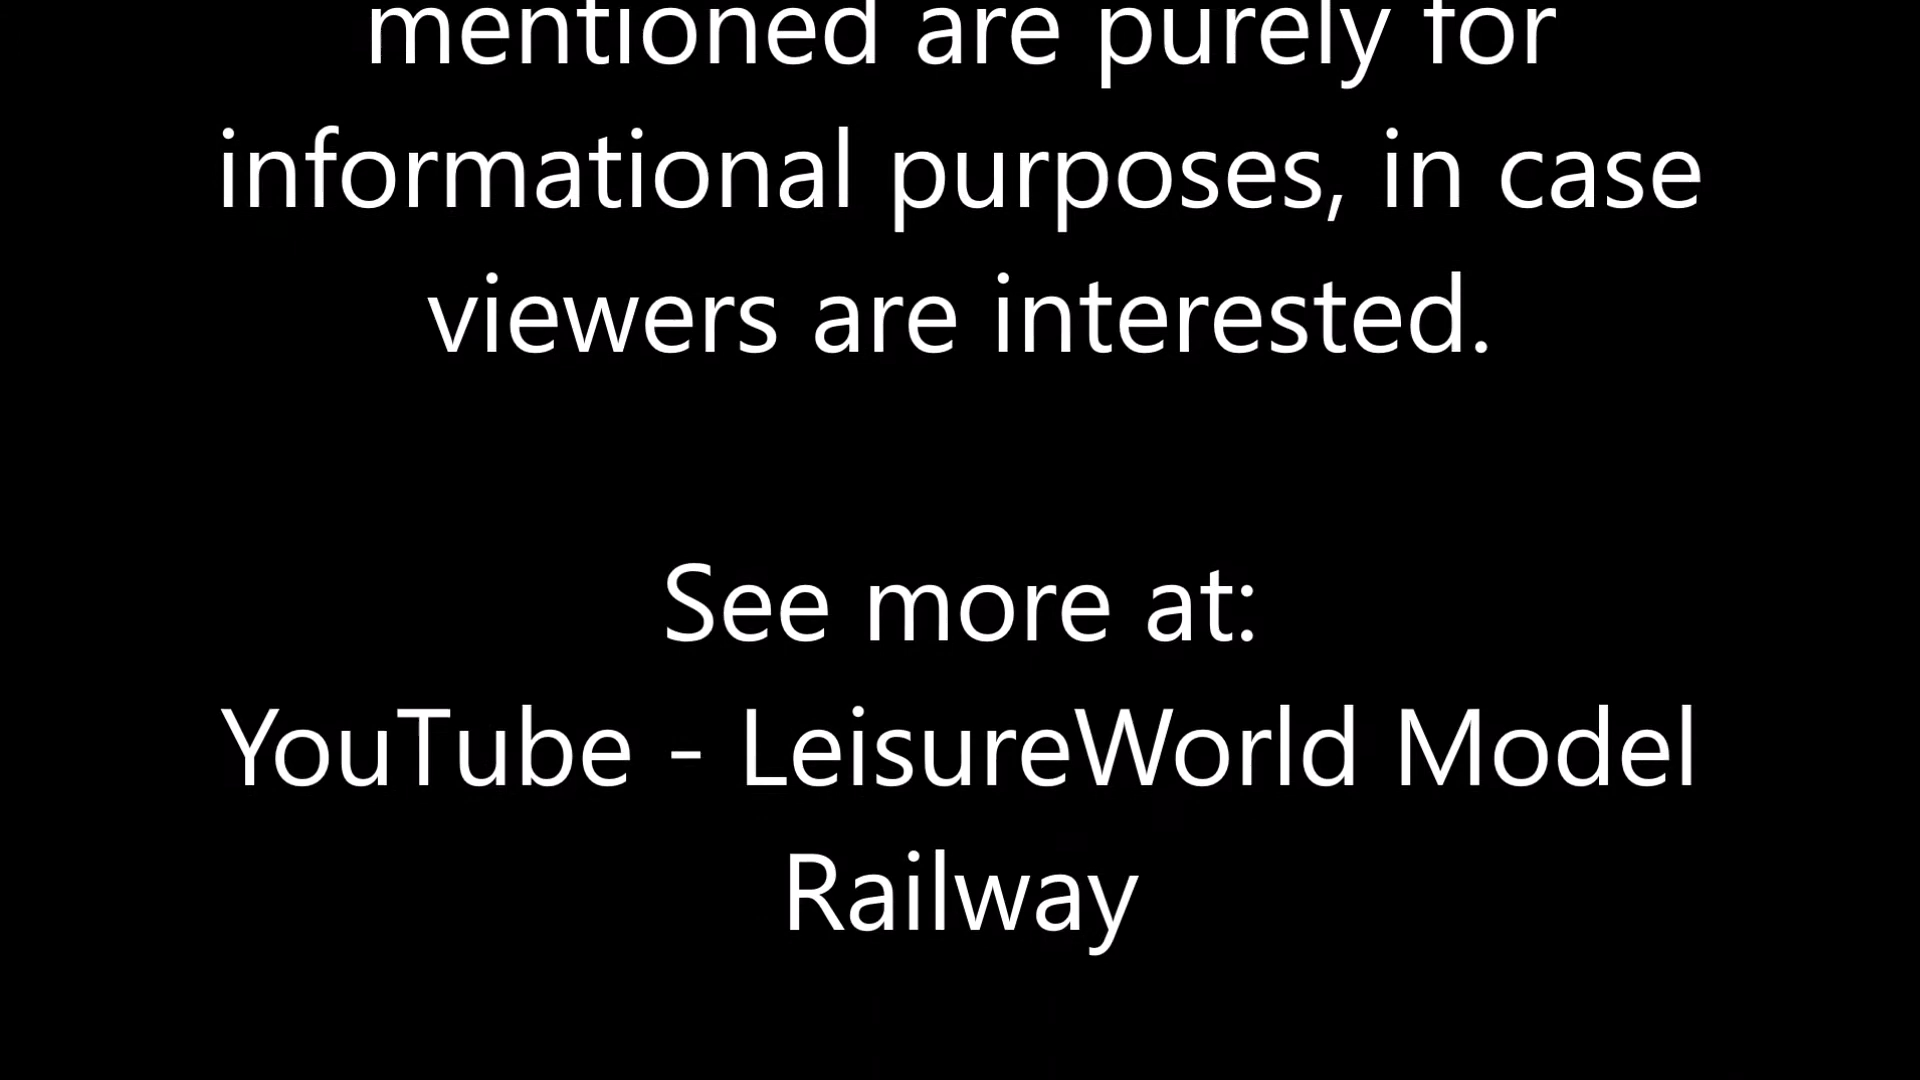 mentioned are purely for
informational purposes, in case
viewers are interested.
See more at:
YouTube - LeisureWorld Model
Railway